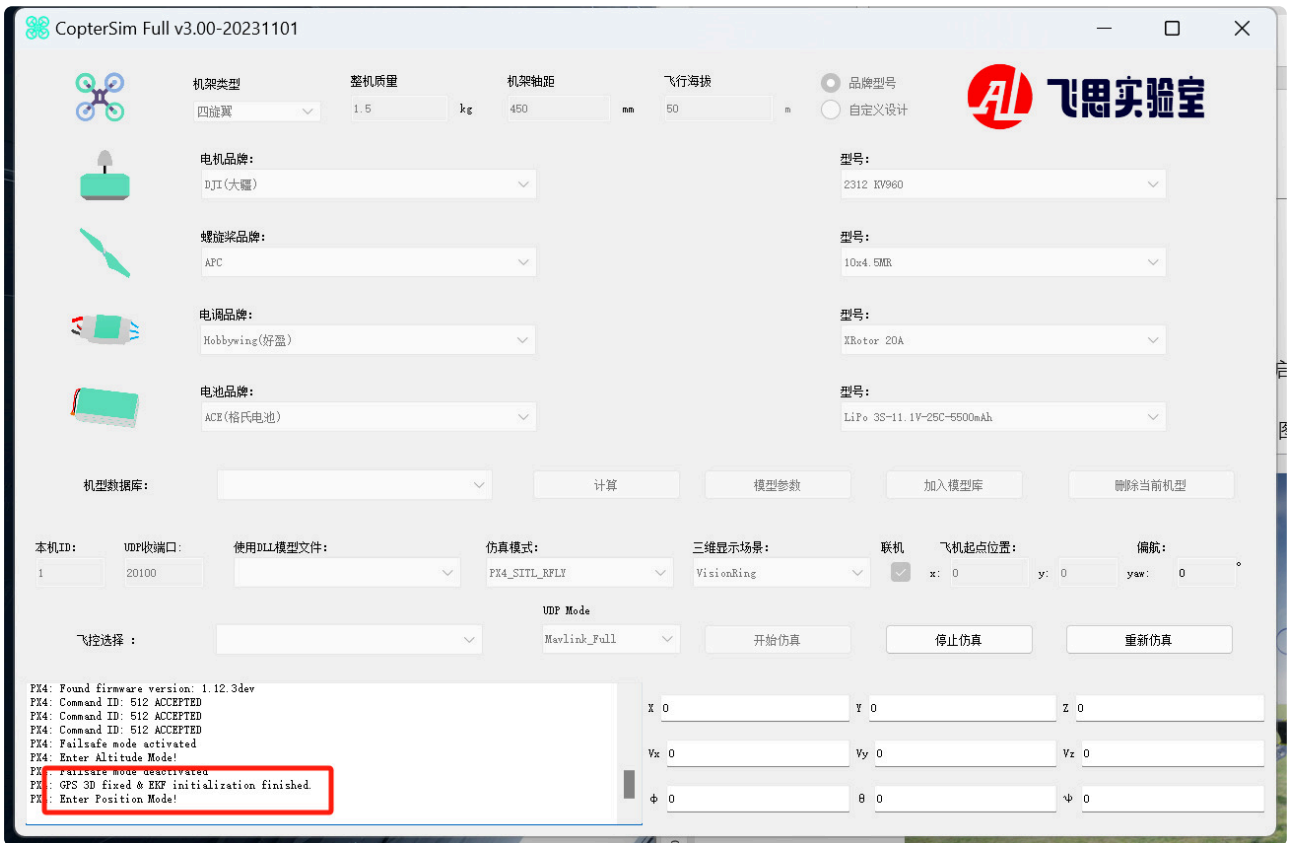 CopterSim Full v3.00-20231101
机架类型 整机质量 机架轴距 飞行海拔 品牌型号
四旋翼 1.5 kg 450 mm 50 m 自定义设计
飞思实验室
电机品牌: 型号:
DJI(大疆) 2312 KV960
螺旋桨品牌: 型号:
APC 10x4.5MR
电调品牌: 型号:
Hobbywing(好盈) XRotor 20A
电池品牌: 型号:
ACE(格氏电池) LiPo 3S-11.1V-25C-5500mAh
机型数据库: 计算 模型参数 加入模型库 删除当前机型
本机ID: UDP收端口: 使用DLL模型文件: 仿真模式: 三维显示场景: 联机 飞机起点位置: 偏航:
1 20100 PX4_SITL_RFLY VisionRing x: 0 y: 0 yaw: 0 °
UDP Mode
飞控选择 : Mavlink_Full 开始仿真 停止仿真 重新仿真
PX4: Found firmware version: 1.12.3dev
PX4: Command ID: 512 ACCEPTED
PX4: Command ID: 512 ACCEPTED
PX4: Command ID: 512 ACCEPTED
PX4: Failsafe mode activated
PX4: Enter Altitude Mode!
PX4: Failsafe mode deactivated
PX4: GPS 3D fixed & EKF initialization finished.
PX4: Enter Position Mode!
X 0 Y 0 Z 0
Vx 0 Vy 0 Vz 0
ϕ 0 θ 0 ψ 0